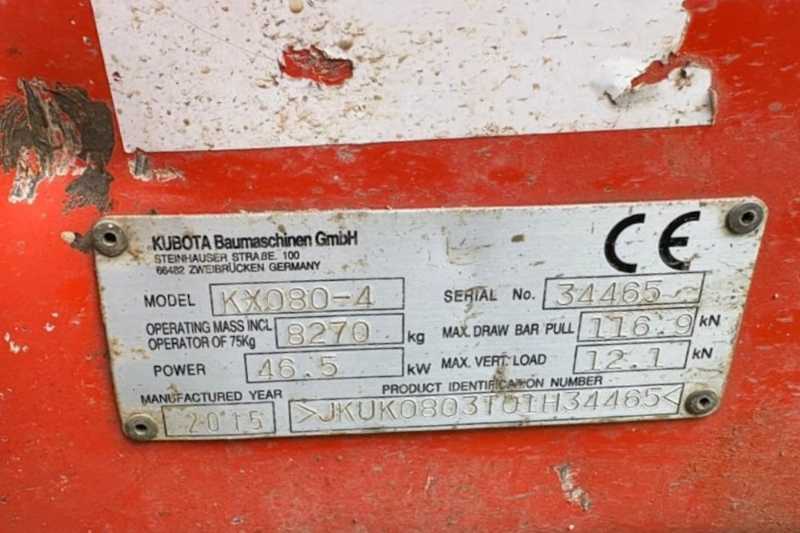 KUBOTA Baumaschinen GmbH
STEINHAUSER STRAßE. 100
66482 ZWEIBRÜCKEN GERMANY
CE
MODEL KX080-4 SERIAL No. 34465
OPERATING MASS INCL OPERATOR OF 75Kg 8270 kg MAX. DRAW BAR PULL 116.9 kN
POWER 46.5 kW MAX. VERT. LOAD 12.1 kN
MANUFACTURED YEAR PRODUCT IDENTIFICATION NUMBER
2015 >JKUK0803T01H34465<